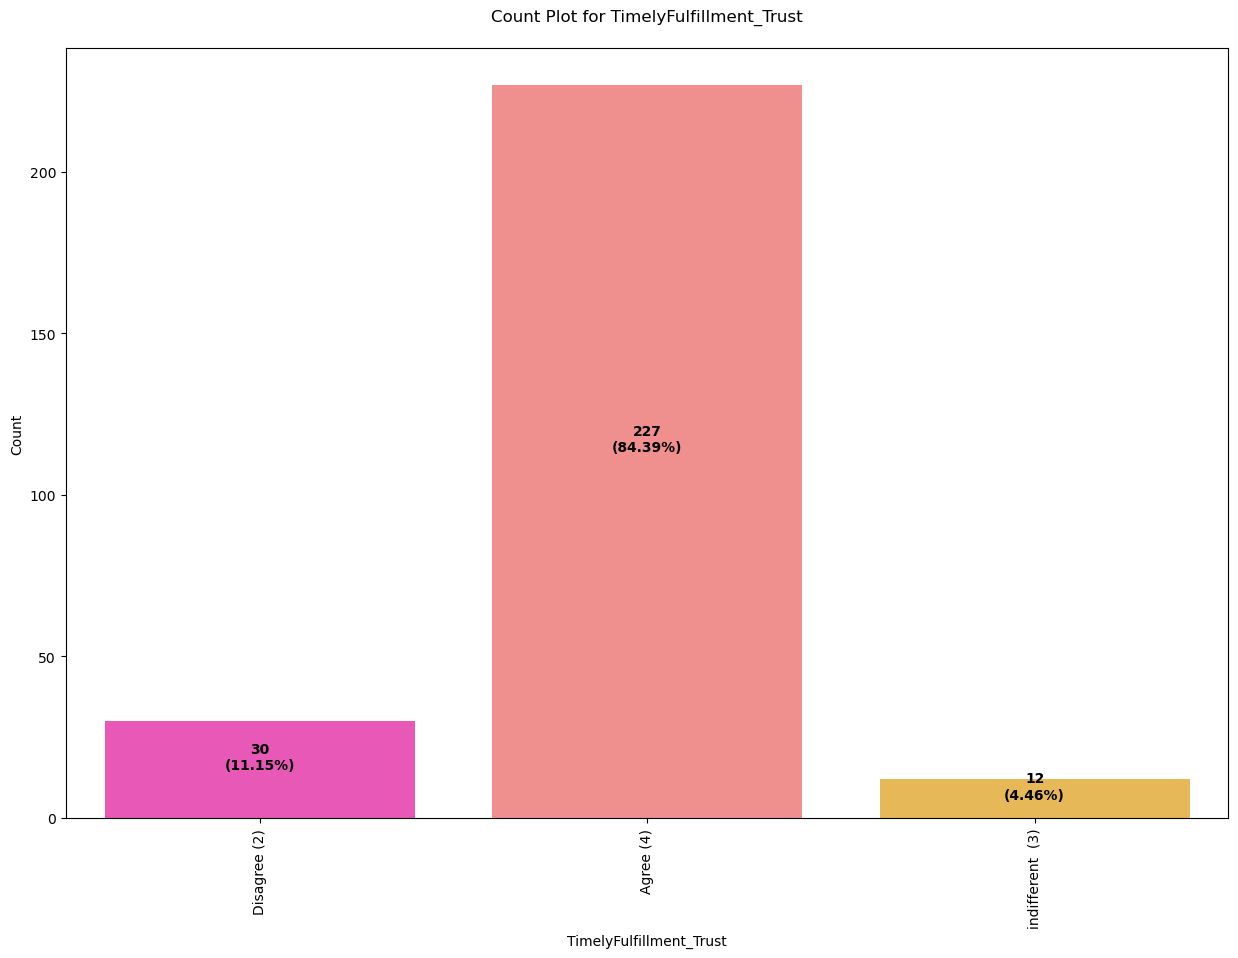 Count Plot for TimelyFulfillment_Trust
Count
200
150
100
50
0
30
(11.15%)
227
(84.39%)
12
(4.46%)
Disagree (2)
Agree (4)
indifferent  (3)
TimelyFulfillment_Trust